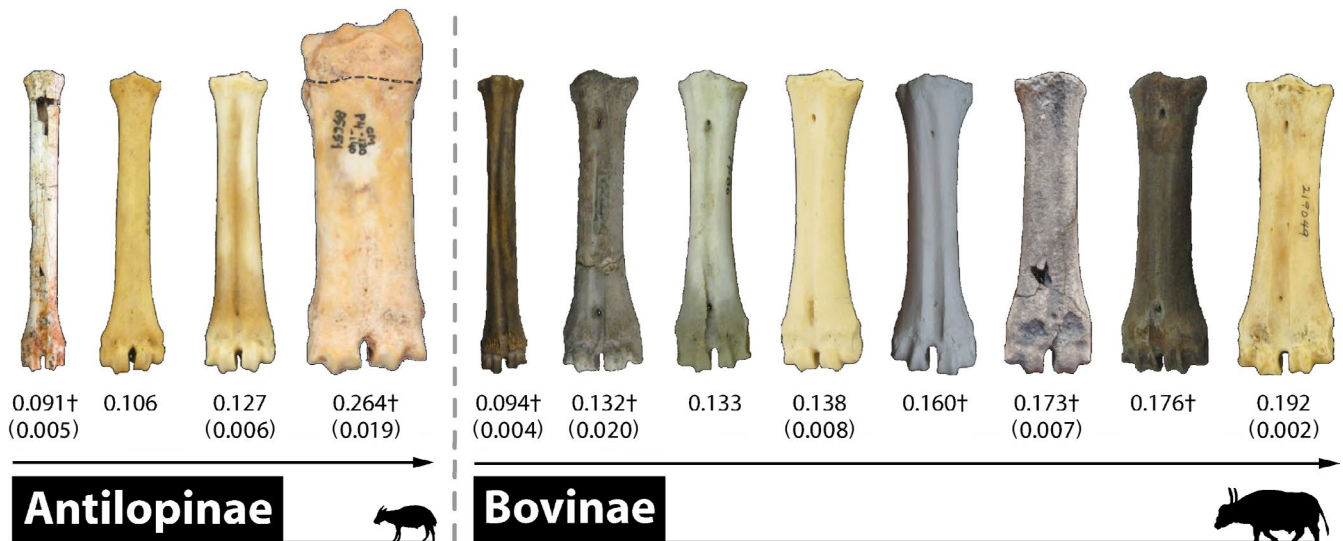 0.091† 0.106 0.127 0.264† 0.094† 0.132† 0.133 0.138 0.160† 0.173† 0.176† 0.192
(0.005) (0.006) (0.019) (0.004) (0.020) (0.008) (0.007) (0.002)
Antilopinae Bovinae
219049